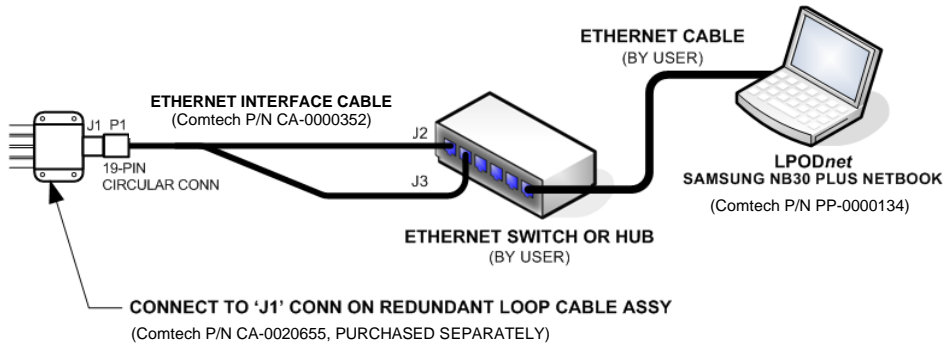 ETHERNET CABLE
(BY USER)
ETHERNET INTERFACE CABLE
(Comtech P/N CA-0000352)
J1 P1
J2
19-PIN
CIRCULAR CONN
J3
LPODnet
SAMSUNG NB30 PLUS NETBOOK
(Comtech P/N PP-0000134)
ETHERNET SWITCH OR HUB
(BY USER)
CONNECT TO ‘J1’ CONN ON REDUNDANT LOOP CABLE ASSY
(Comtech P/N CA-0020655, PURCHASED SEPARATELY)